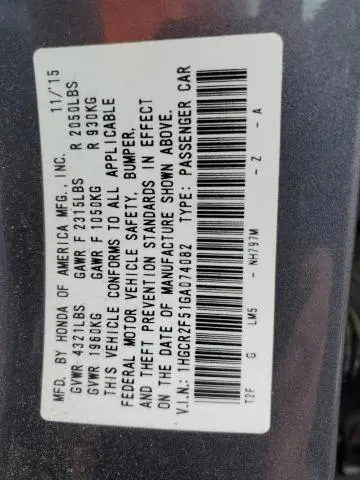 MFD. BY HONDA OF AMERICA MFG., INC. 11/'15
GVWR 4321LBS GAWR F 2315LBS R 2050LBS
GVWR 1960KG GAWR F 1050KG R 930KG
THIS VEHICLE CONFORMS TO ALL APPLICABLE
FEDERAL MOTOR VEHICLE SAFETY, BUMPER,
AND THEFT PREVENTION STANDARDS IN EFFECT
ON THE DATE OF MANUFACTURE SHOWN ABOVE.
V.I.N.: 1HGCR2F51GA074082 TYPE: PASSENGER CAR
T2F G LM5 - NH797M - Z - A